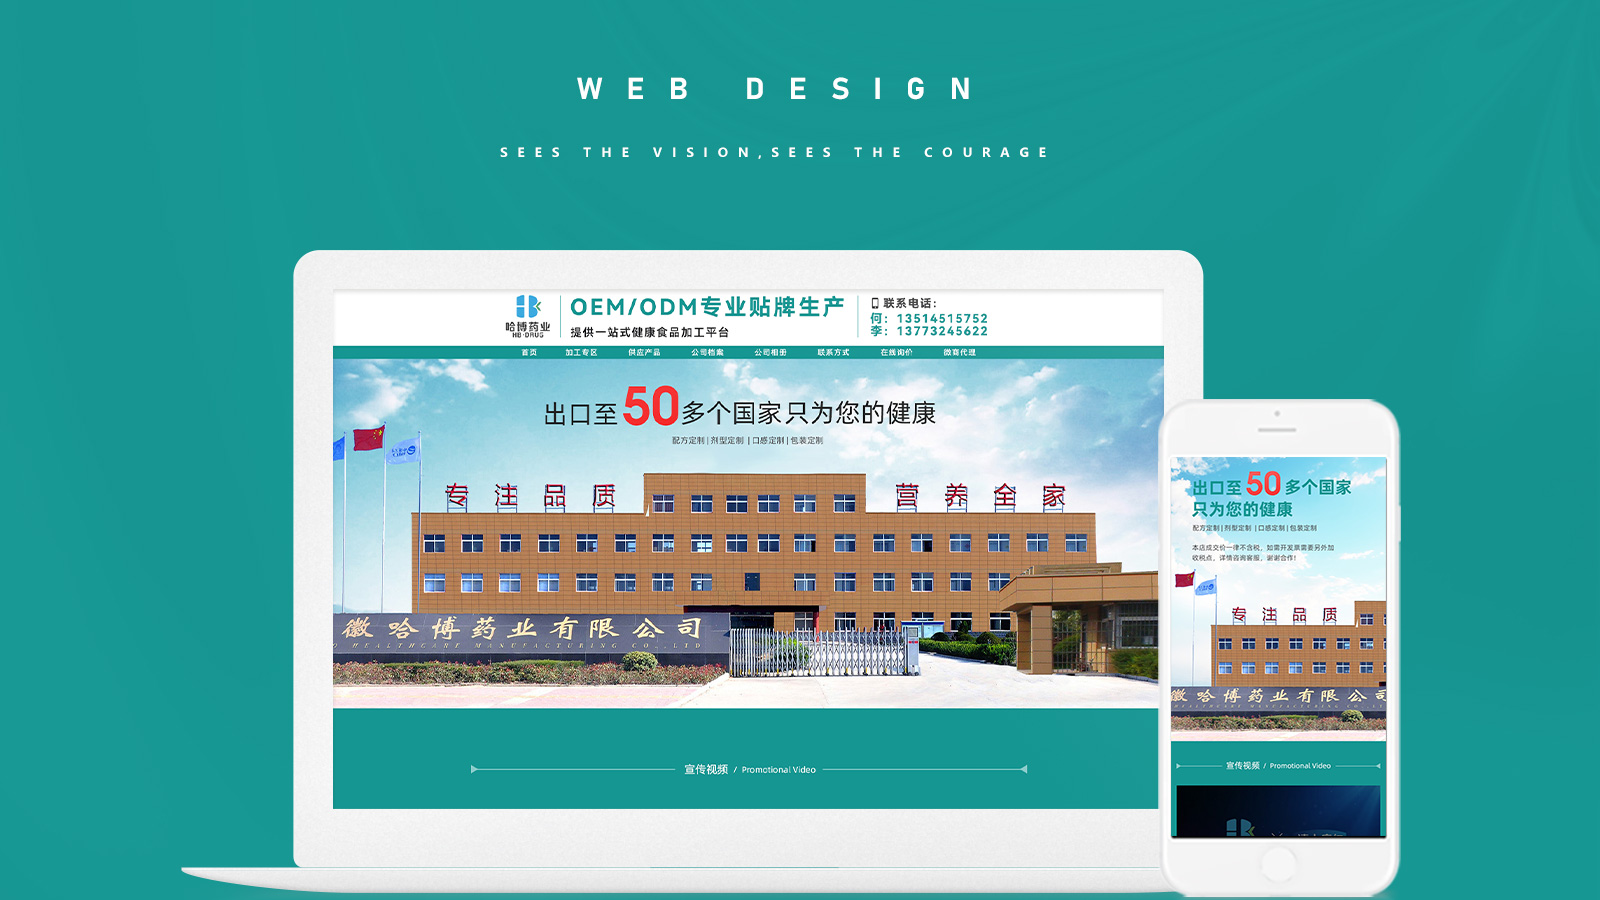 WEB DESIGN
SEES THE VISION,SEES THE COURAGE
哈博药业
HB·DRUG
OEM/ODM专业贴牌生产
提供一站式健康食品加工平台
联系电话：
何：13514515752
李：13773245622
首页 加工专区 供应产品 公司档案 公司相册 联系方式 在线询价 微商代理
出口至50多个国家只为您的健康
配方定制 | 剂型定制 | 口感定制 | 包装定制
专注品质 营养全家
徽哈博药业有限公司
HEALTHCARE MANUFACTURING CO.,LTD
宣传视频 / Promotional Video
出口至50多个国家
只为您的健康
配方定制 | 剂型定制 | 口感定制 | 包装定制
本店成交价一律不含税，如需开发票需要另外加
收税点，详情咨询客服，谢谢合作！
专注品质
徽哈博药业有限公司
宣传视频 / Promotional Video